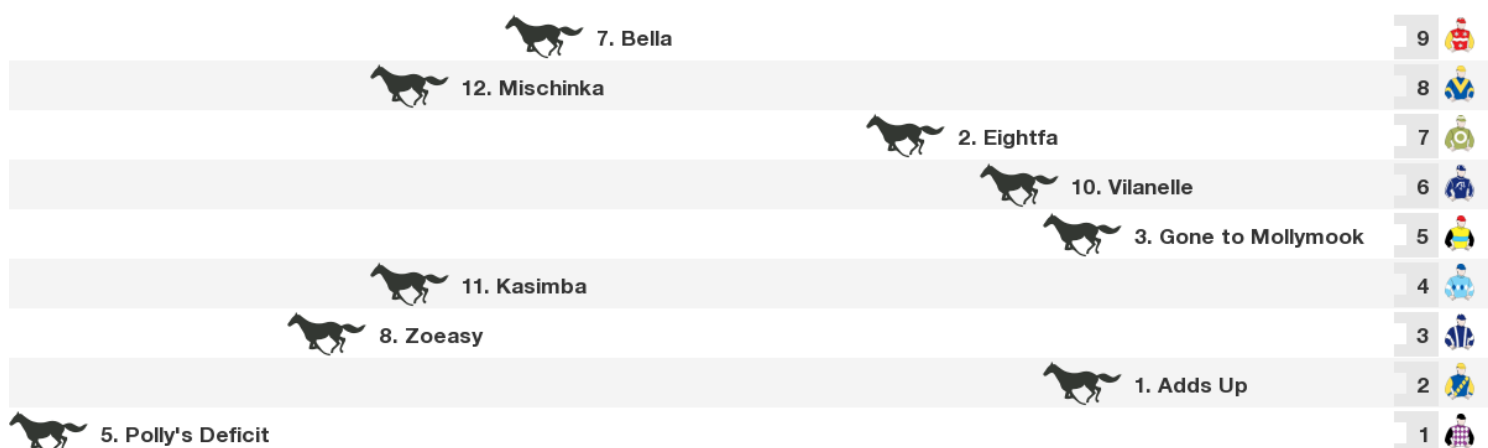 7. Bella 9
12. Mischinka 8
2. Eightfa 7
10. Vilanelle 6
3. Gone to Mollymook 5
11. Kasimba 4
8. Zoeasy 3
1. Adds Up 2
5. Polly's Deficit 1